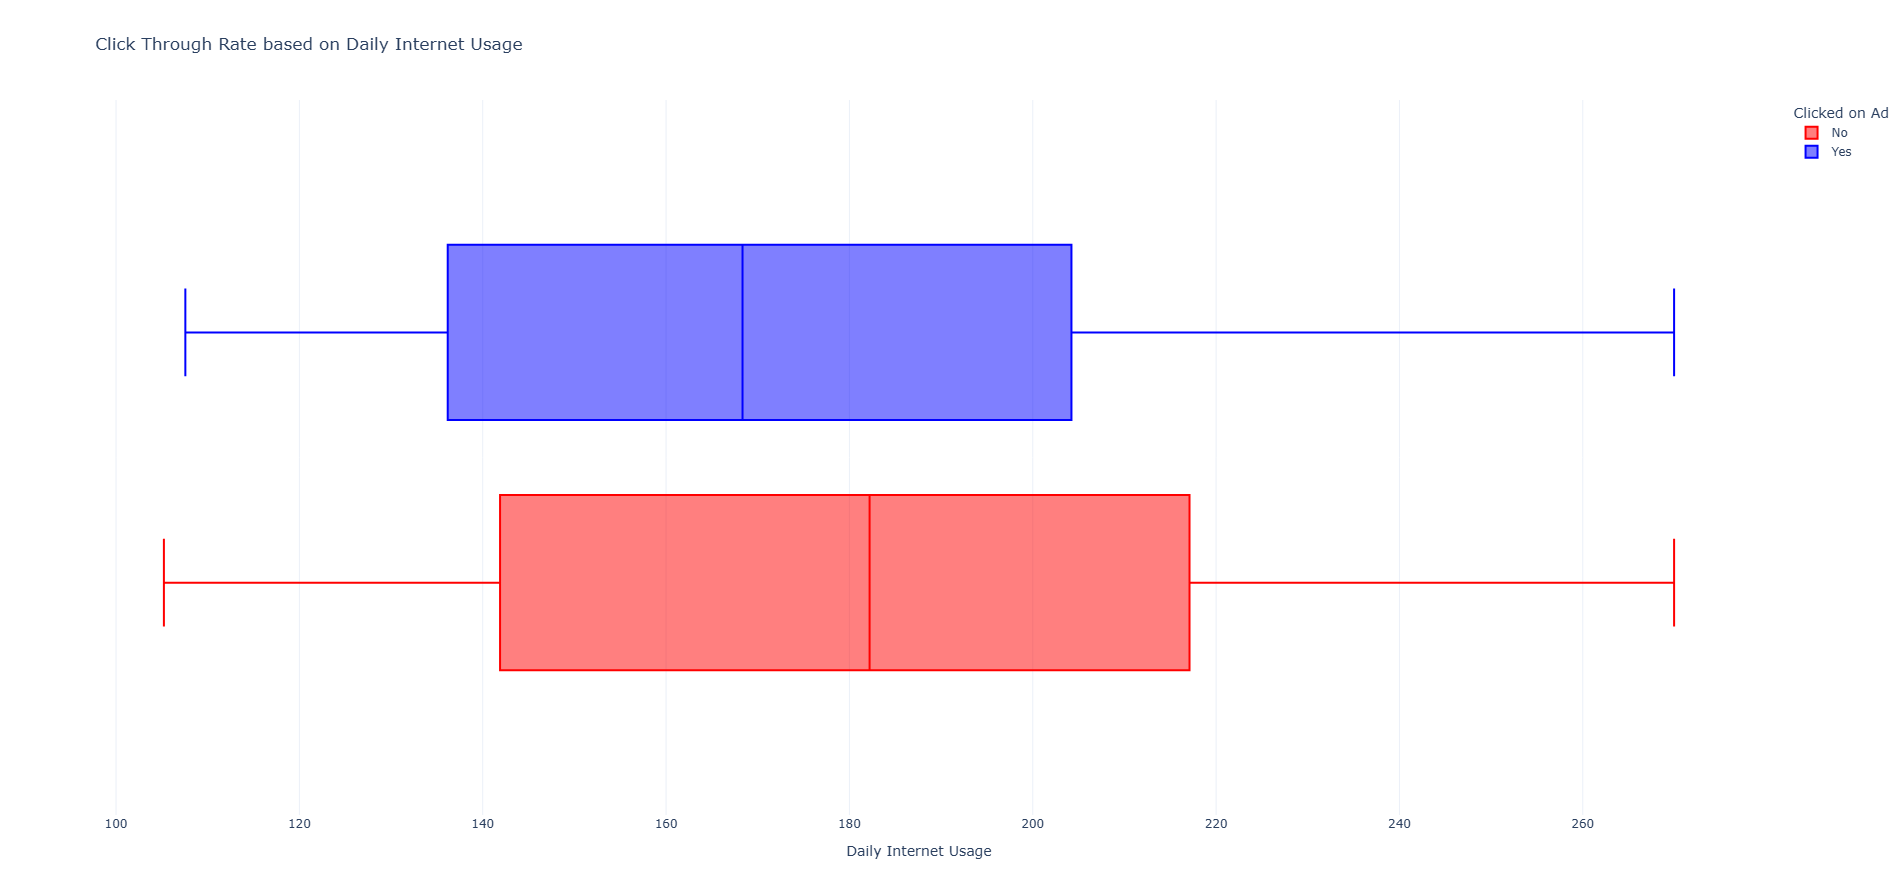 Click Through Rate based on Daily Internet Usage
Clicked on Ad
No
Yes
100 120 140 160 180 200 220 240 260
Daily Internet Usage